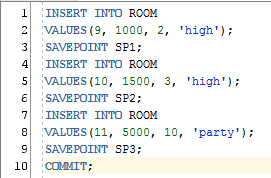 1 INSERT INTO ROOM
2 VALUES(9, 1000, 2, 'high');
3 SAVEPOINT SP1;
4 INSERT INTO ROOM
5 VALUES(10, 1500, 3, 'high');
6 SAVEPOINT SP2;
7 INSERT INTO ROOM
8 VALUES(11, 5000, 10, 'party');
9 SAVEPOINT SP3;
10 COMMIT;